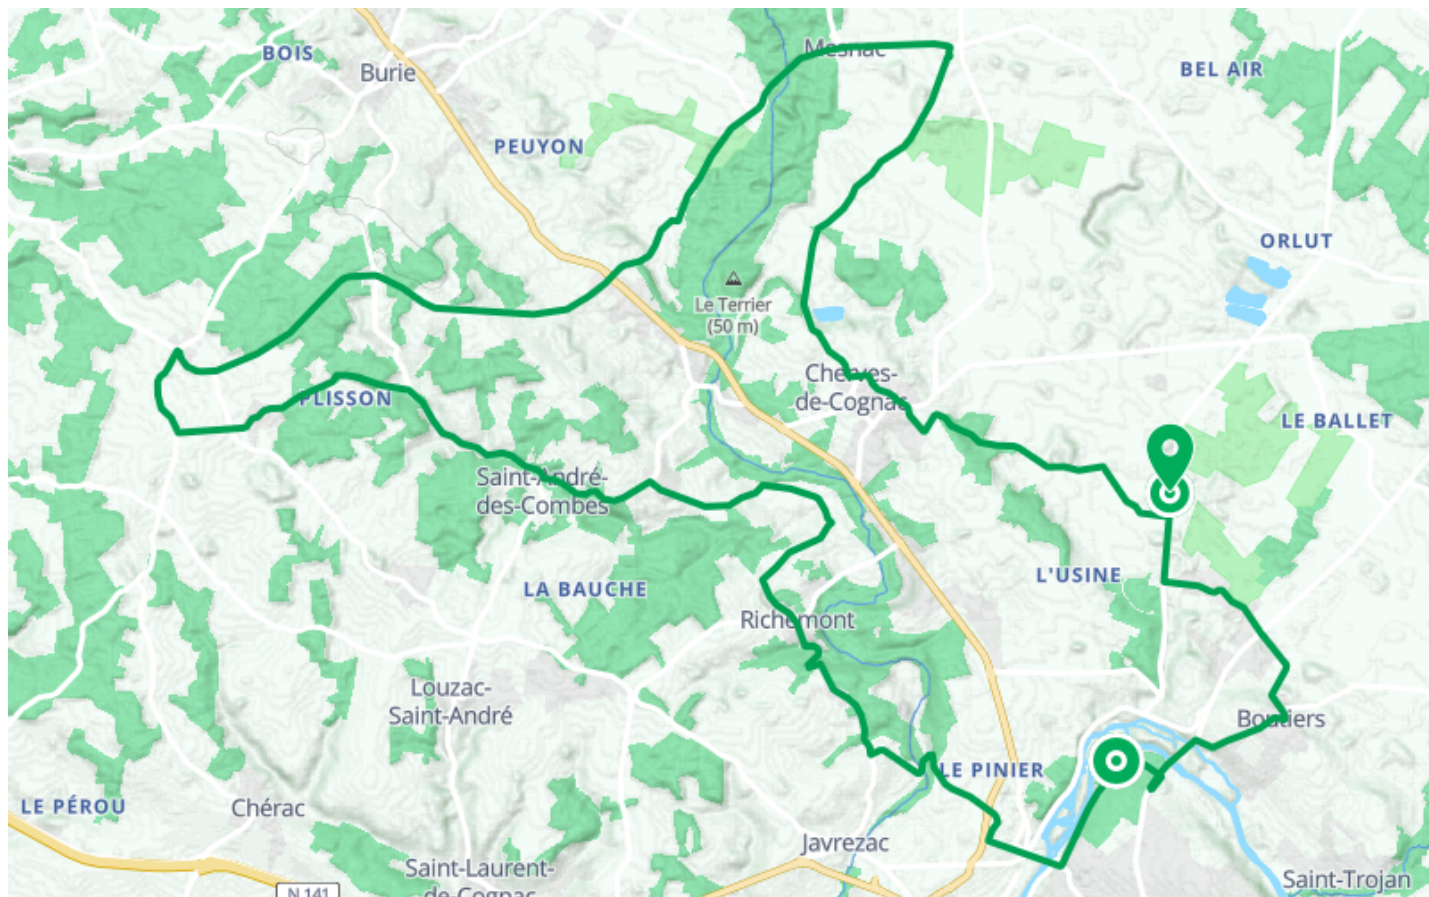 Mesnac
BOIS
Burie
BEL AIR
PEUYON
ORLUT
Le Terrier
(50 m)
Cherves-
de-Cognac
PLISSON
LE BALLET
Saint-André-
des-Combes
L'USINE
LA BAUCHE
Richemont
Louzac-
Saint-André
Boutiers
LE PINIER
LE PÉROU
Chérac
Javrezac
Saint-Laurent-
de-Cognac
Saint-Trojan
N 141